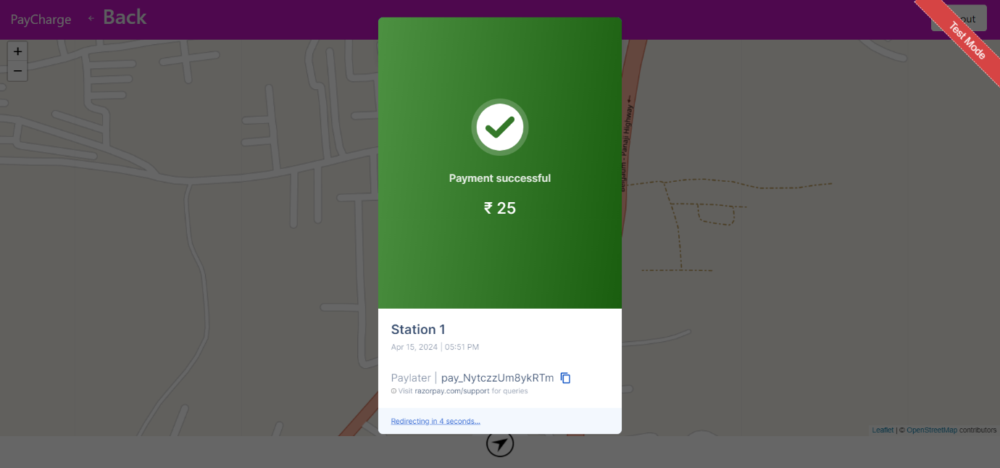 PayCharge ← Back
out
Test Mode
+
−
Belgaum - Panaji Highway
Payment successful
₹ 25
Station 1
Apr 15, 2024 | 05:51 PM
Paylater | pay_NytczzUm8ykRTm
Visit razorpay.com/support for queries
Redirecting in 4 seconds...
Leaflet | © OpenStreetMap contributors